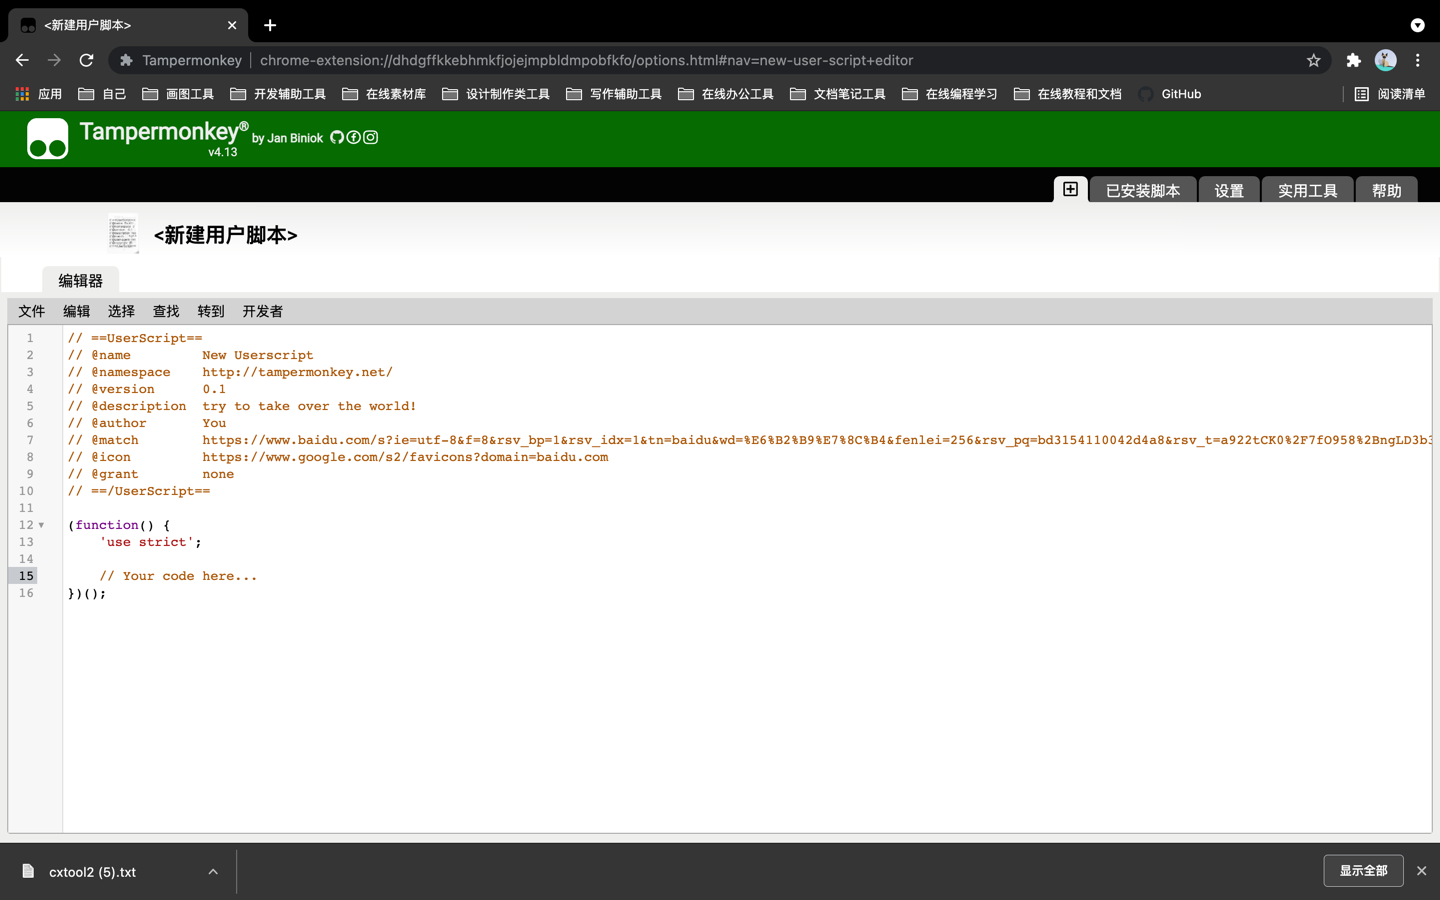 <新建用户脚本>
Tampermonkey chrome-extension://dhdgffkkebhmkfjojejmpbldmpobfkfo/options.html#nav=new-user-script+editor
应用 自己 画图工具 开发辅助工具 在线素材库 设计制作类工具 写作辅助工具 在线办公工具 文档笔记工具 在线编程学习 在线教程和文档 GitHub 阅读清单
Tampermonkey® by Jan Biniok
v4.13
已安装脚本 设置 实用工具 帮助
<新建用户脚本>
编辑器
文件 编辑 选择 查找 转到 开发者
1 // ==UserScript==
2 // @name New Userscript
3 // @namespace http://tampermonkey.net/
4 // @version 0.1
5 // @description try to take over the world!
6 // @author You
7 // @match https://www.baidu.com/s?ie=utf-8&f=8&rsv_bp=1&rsv_idx=1&tn=baidu&wd=%E6%B2%B9%E7%8C%B4&fenlei=256&rsv_pq=bd3154110042d4a8&rsv_t=a922tCK0%2F7fO958%2BngLD3b3
8 // @icon https://www.google.com/s2/favicons?domain=baidu.com
9 // @grant none
10 // ==/UserScript==
11
12 (function() {
13 'use strict';
14
15 // Your code here...
16 })();
cxtool2 (5).txt 显示全部